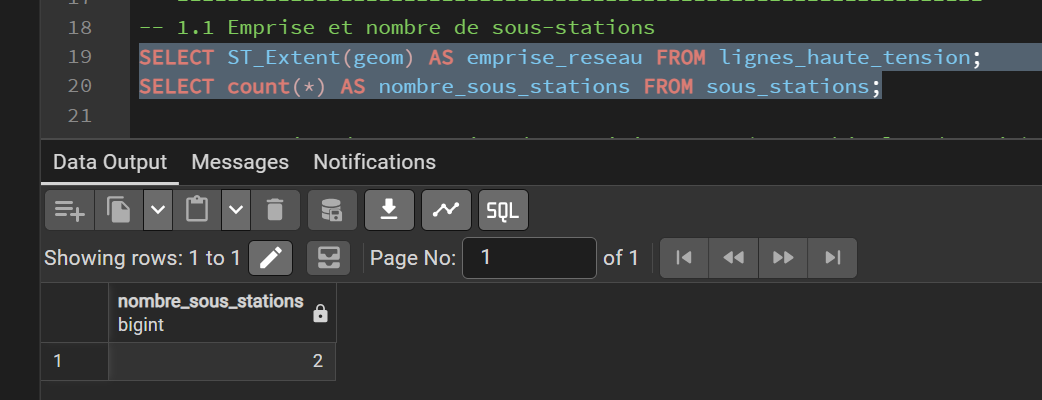 18 -- 1.1 Emprise et nombre de sous-stations
19 SELECT ST_Extent(geom) AS emprise_reseau FROM lignes_haute_tension;
20 SELECT count(*) AS nombre_sous_stations FROM sous_stations;
21
Data Output Messages Notifications
SQL
Showing rows: 1 to 1 Page No: 1 of 1
nombre_sous_stations
bigint
1 2